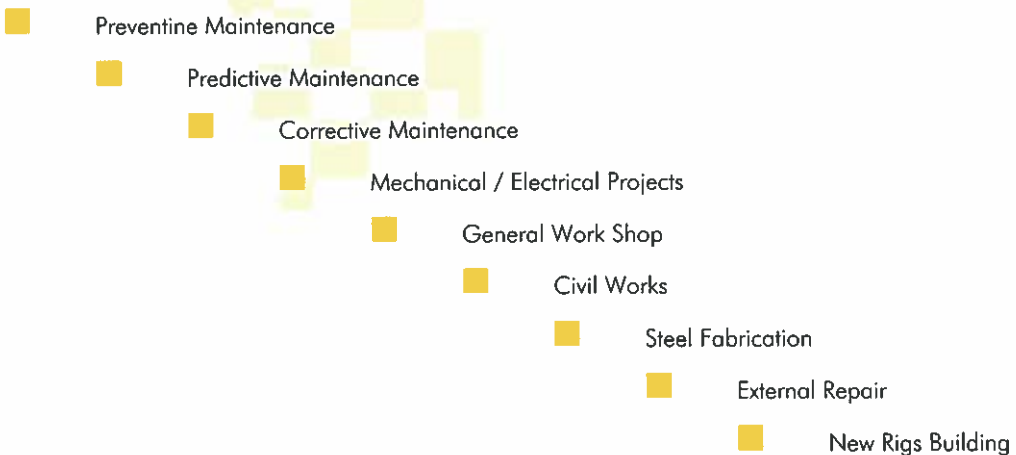 Preventine Maintenance
Predictive Maintenance
Corrective Maintenance
Mechanical / Electrical Projects
General Work Shop
Civil Works
Steel Fabrication
External Repair
New Rigs Building